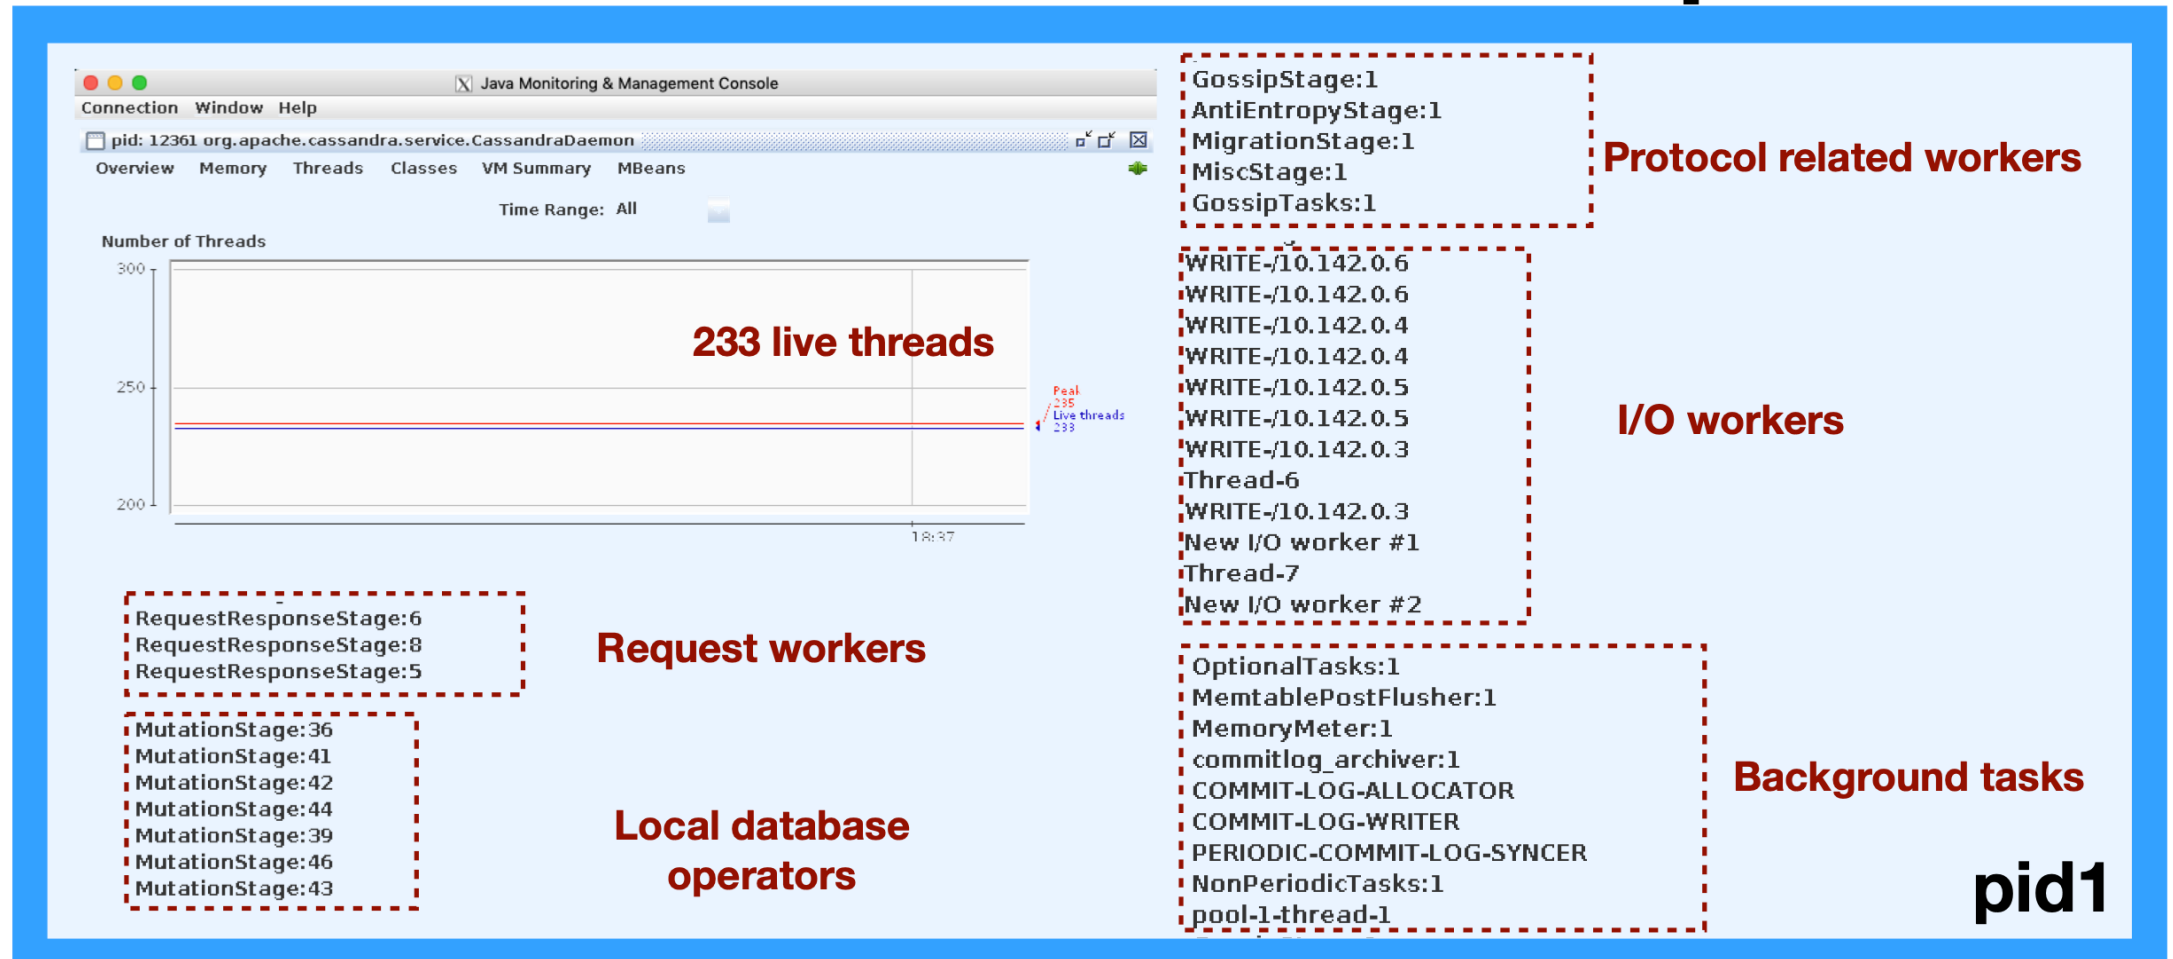 Java Monitoring & Management Console
Connection Window Help
pid: 12361 org.apache.cassandra.service.CassandraDaemon
Overview Memory Threads Classes VM Summary MBeans
Time Range: All
Number of Threads
300
250
200
233 live threads
Peak
235
Live threads
233
18:37
RequestResponseStage:6
RequestResponseStage:8
RequestResponseStage:5
Request workers
MutationStage:36
MutationStage:41
MutationStage:42
MutationStage:44
MutationStage:39
MutationStage:46
MutationStage:43
Local database
operators
GossipStage:1
AntiEntropyStage:1
MigrationStage:1
MiscStage:1
GossipTasks:1
Protocol related workers
WRITE-/10.142.0.6
WRITE-/10.142.0.6
WRITE-/10.142.0.4
WRITE-/10.142.0.4
WRITE-/10.142.0.5
WRITE-/10.142.0.5
WRITE-/10.142.0.3
Thread-6
WRITE-/10.142.0.3
New I/O worker #1
Thread-7
New I/O worker #2
I/O workers
OptionalTasks:1
MemtablePostFlusher:1
MemoryMeter:1
commitlog_archiver:1
COMMIT-LOG-ALLOCATOR
COMMIT-LOG-WRITER
PERIODIC-COMMIT-LOG-SYNCER
NonPeriodicTasks:1
pool-1-thread-1
Background tasks
pid1